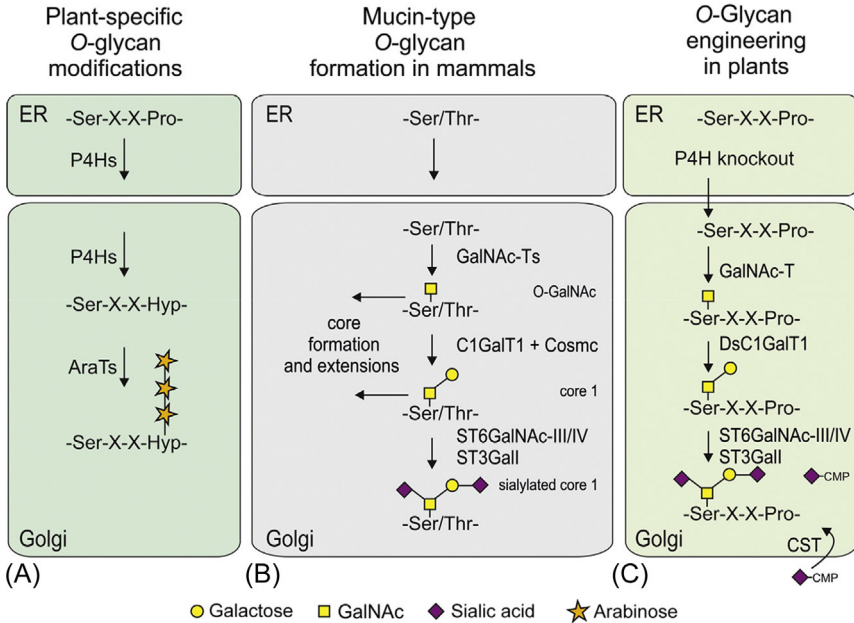 Plant-specific
O-glycan
modifications
ER
-Ser-X-X-Pro-
P4Hs
P4Hs
-Ser-X-X-Hyp-
AraTs
-Ser-X-X-Hyp-
Golgi
(A)
Mucin-type
O-glycan
formation in mammals
ER
-Ser/Thr-
-Ser/Thr-
GalNAc-Ts
O-GalNAc
-Ser/Thr-
core
formation
and extensions
C1GalT1 + Cosmc
core 1
-Ser/Thr-
ST6GalNAc-III/IV
ST3GalI
sialylated core 1
-Ser/Thr-
Golgi
(B)
O-Glycan
engineering
in plants
ER
-Ser-X-X-Pro-
P4H knockout
-Ser-X-X-Pro-
GalNAc-T
-Ser-X-X-Pro-
DsC1GalT1
-Ser-X-X-Pro-
ST6GalNAc-III/IV
ST3GalI
CMP
-Ser-X-X-Pro-
Golgi
CST
CMP
(C)
Galactose
GalNAc
Sialic acid
Arabinose